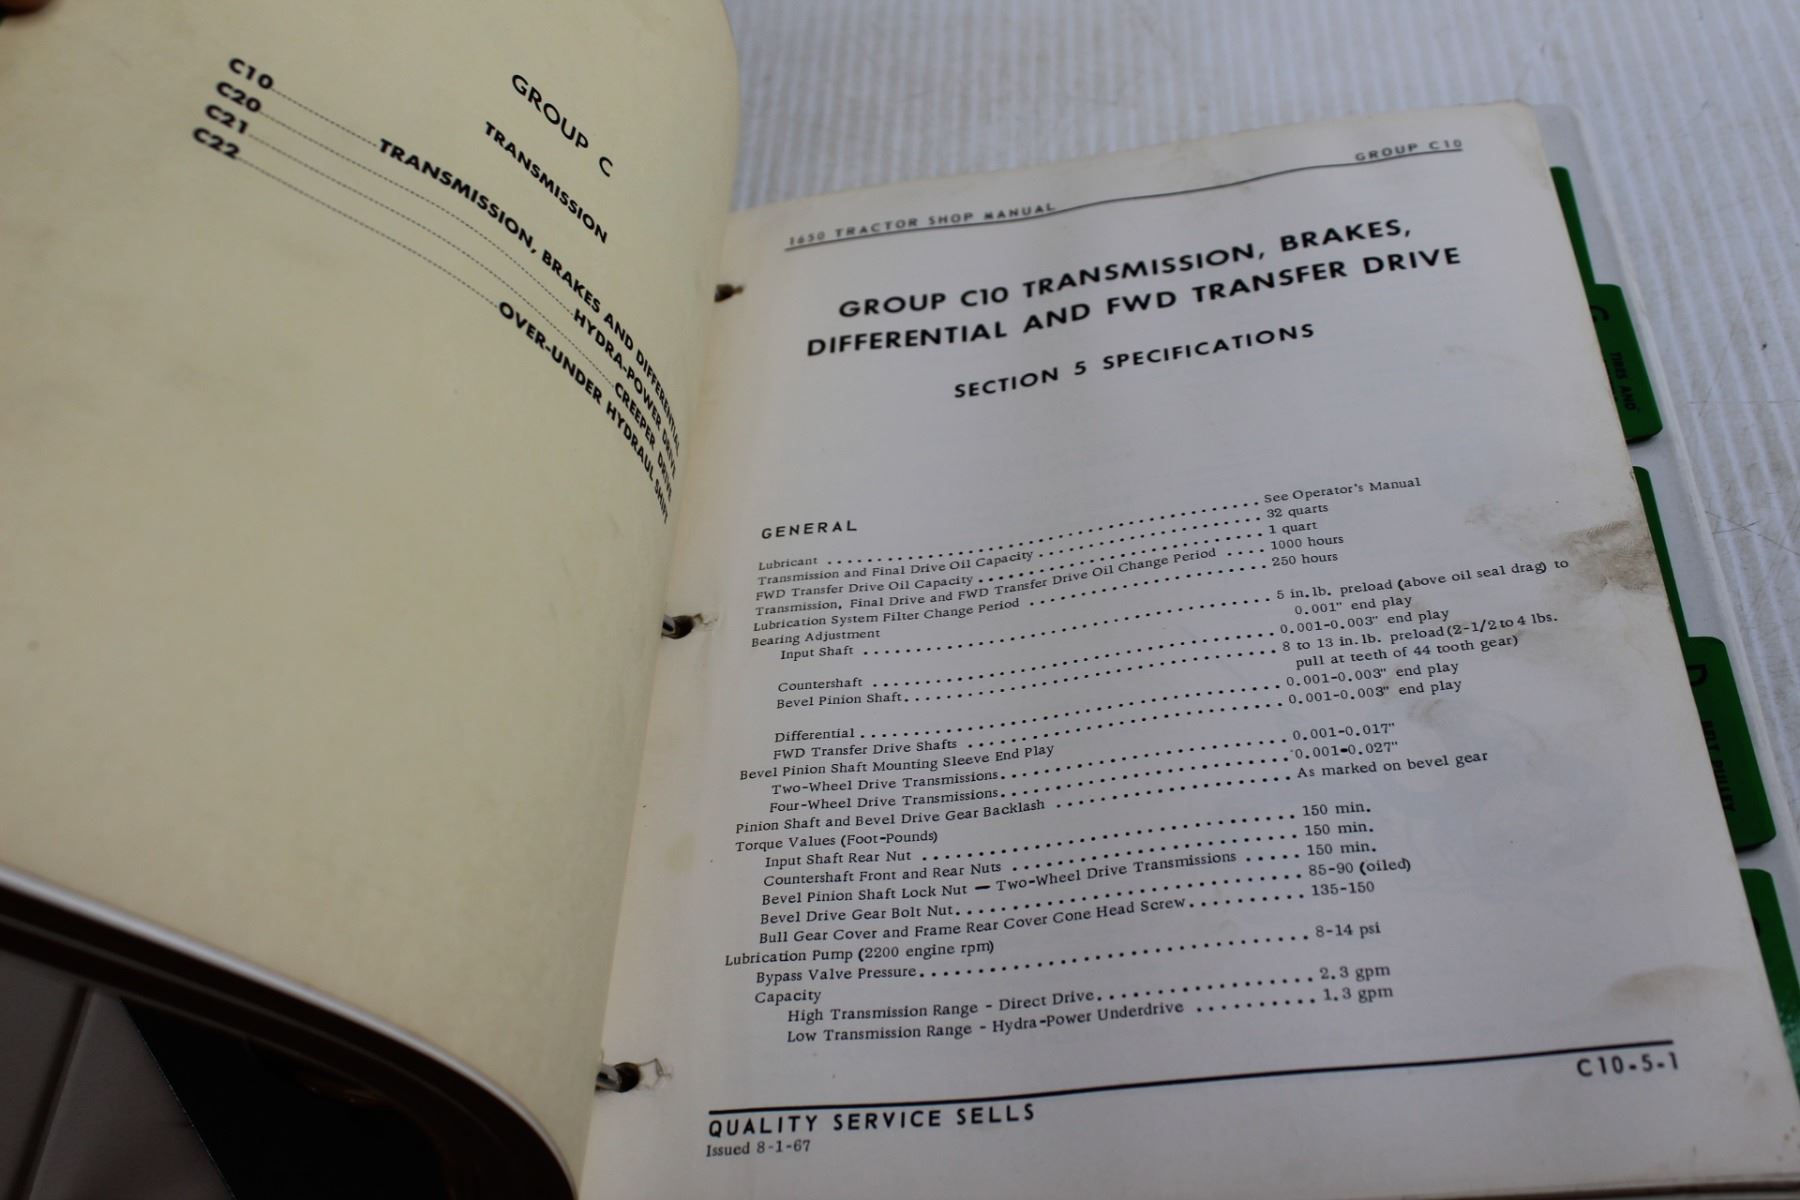 GROUP C
TRANSMISSION
C10 TRANSMISSION, BRAKES AND DIFFERENTIAL
C20 HYDRA-POWER DRIVE
C21 CREEPER DRIVE
C22 OVER-UNDER HYDRAUL SHIFT
1650 TRACTOR SHOP MANUAL GROUP C10
GROUP C10 TRANSMISSION, BRAKES,
DIFFERENTIAL AND FWD TRANSFER DRIVE
SECTION 5 SPECIFICATIONS
GENERAL
Lubricant . . . . See Operator's Manual
Transmission and Final Drive Oil Capacity . . . . 32 quarts
FWD Transfer Drive Oil Capacity . . . . 1 quart
Transmission, Final Drive and FWD Transfer Drive Oil Change Period . . . . 1000 hours
Lubrication System Filter Change Period . . . . 250 hours
Bearing Adjustment
Input Shaft . . . . 5 in. lb. preload (above oil seal drag) to
0.001" end play
Countershaft . . . . 0.001-0.003" end play
Bevel Pinion Shaft . . . . 8 to 13 in. lb. preload (2-1/2 to 4 lbs.
pull at teeth of 44 tooth gear)
Differential . . . . 0.001-0.003" end play
FWD Transfer Drive Shafts . . . . 0.001-0.003" end play
Bevel Pinion Shaft Mounting Sleeve End Play
Two-Wheel Drive Transmissions . . . . 0.001-0.017"
Four-Wheel Drive Transmissions . . . . 0.001-0.027"
Pinion Shaft and Bevel Drive Gear Backlash . . . . As marked on bevel gear
Torque Values (Foot-Pounds)
Input Shaft Rear Nut . . . . 150 min.
Countershaft Front and Rear Nuts . . . . 150 min.
Bevel Pinion Shaft Lock Nut — Two-Wheel Drive Transmissions . . . . 150 min.
Bevel Drive Gear Bolt Nut . . . . 85-90 (oiled)
Bull Gear Cover and Frame Rear Cover Cone Head Screw . . . . 135-150
Lubrication Pump (2200 engine rpm)
Bypass Valve Pressure . . . . 8-14 psi
Capacity
High Transmission Range - Direct Drive . . . . 2.3 gpm
Low Transmission Range - Hydra-Power Underdrive . . . . 1.3 gpm
C10-5-1
QUALITY SERVICE SELLS
Issued 8-1-67
G
TIRES AND
D
BELT PULLEY